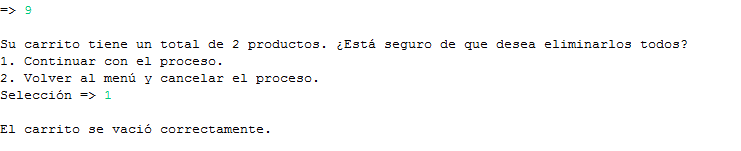 => 9
Su carrito tiene un total de 2 productos. ¿Está seguro de que desea eliminarlos todos?
1. Continuar con el proceso.
2. Volver al menú y cancelar el proceso.
Selección => 1
El carrito se vació correctamente.